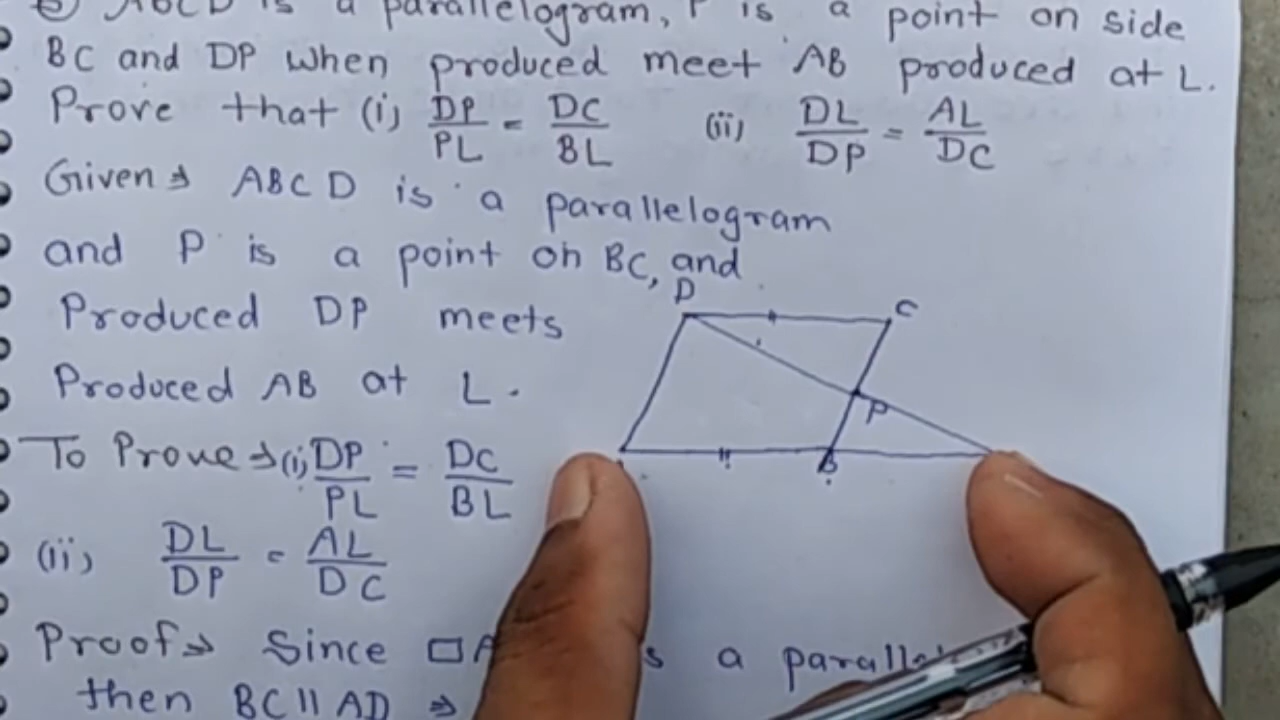 ABCD is a parallelogram, P is a point on side
BC and DP when produced meet AB produced at L.
Prove that (i) DP/PL = DC/BL (ii) DL/DP = AL/DC
Given → ABCD is a parallelogram
and P is a point on BC, and
Produced DP meets
Produced AB at L.
D C
P
B
To Prove → (i) DP/PL = DC/BL
(ii) DL/DP = AL/DC
Proof → Since □A s a
then BC || AD ⇒